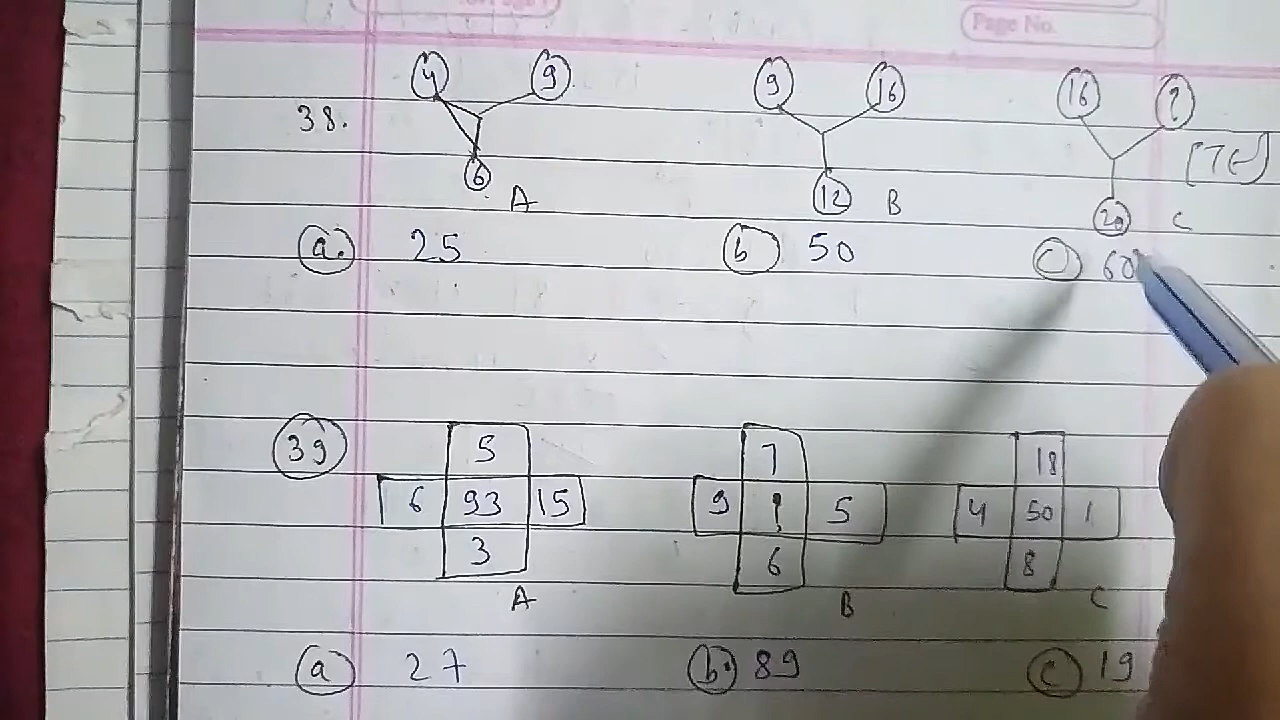 Page No.
4 9 9 16 16 ?
38.
6 A 12 B 20 C
(a.) 25 (b) 50 (c) 60
(39)
5 7 18
6 93 15 9 ? 5 4 50 1
3 6 8
A B C
(a) 27 (b.) 89 (c) 19